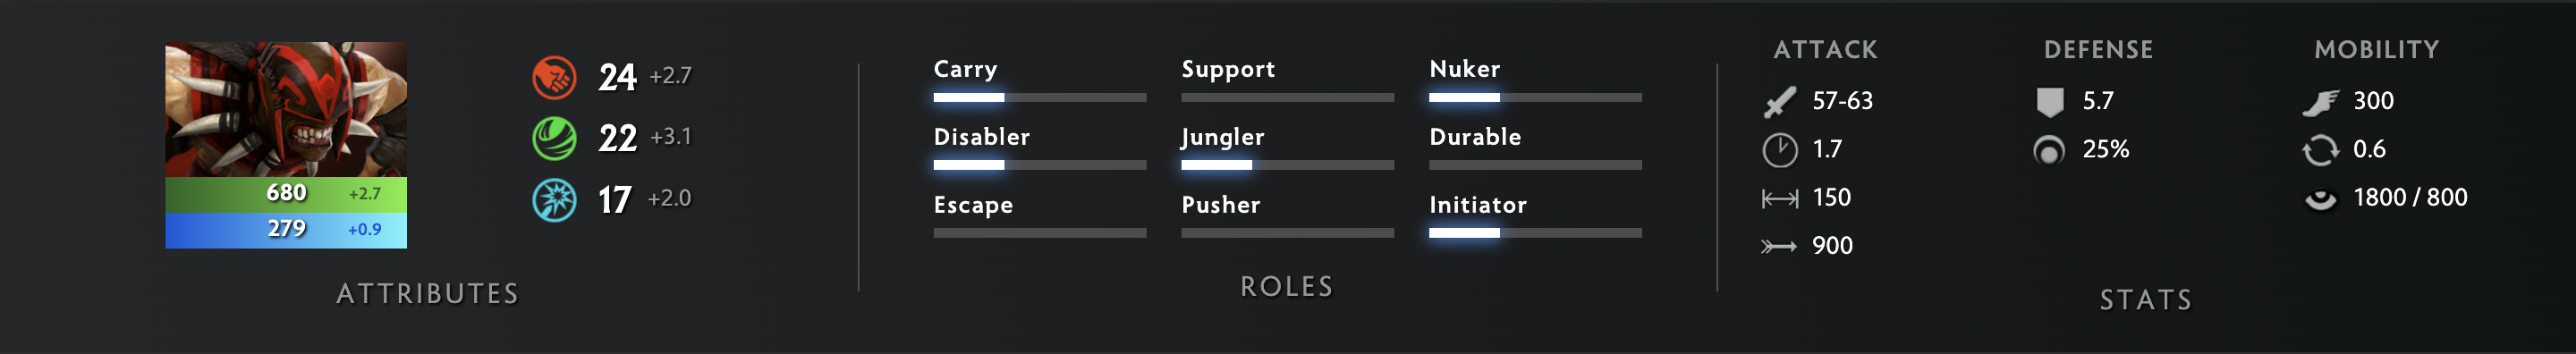 680 +2.7
279 +0.9
24 +2.7
22 +3.1
17 +2.0
ATTRIBUTES
Carry Support Nuker
Disabler Jungler Durable
Escape Pusher Initiator
ROLES
ATTACK DEFENSE MOBILITY
57-63 5.7 300
1.7 25% 0.6
150 1800 / 800
900
STATS